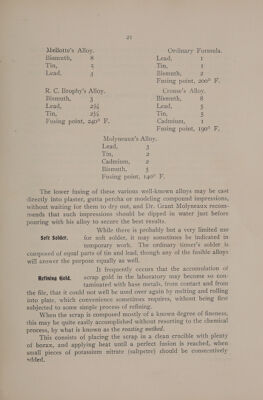 21
Mellotte's Alloy.
Bismuth, 8
Tin, 5
Lead, 3
Ordinary Formula.
Lead, 1
Tin, 1
Bismuth, 2
Fusing point, 200° F.
R. C. Brophy's Alloy.
Bismuth, 3
Lead, 2¾
Tin, 2½
Fusing point, 240° F.
Crouse's Alloy.
Bismuth, 8
Lead, 5
Tin, 3
Cadmium, 1
Fusing point, 190° F.
Molyneaux's Alloy.
Lead, 3
Tin, 2
Cadmium, 2
Bismuth, 5
Fusing point, 140° F.
The lower fusing of these various well-known alloys may be cast
directly into plaster, gutta percha or modeling compound impressions,
without waiting for them to dry out, and Dr. Grant Molyneaux recom-
mends that such impressions should be dipped in water just before
pouring with his alloy to secure the best results.
Soft Solder.
While there is probably but a very limited use
for soft solder, it may sometimes be indicated in
temporary work. The ordinary tinner's solder is
composed of equal parts of tin and lead, though any of the fusible alloys
will answer the purpose equally as well.
Refining Gold.
It frequently occurs that the accumulation of
scrap gold in the laboratory may become so con-
taminated with base metals, from contact and from
the file, that it could not well be used over again by melting and rolling
into plate, which convenience sometimes requires, without being first
subjected to some simple process of refining.
When the scrap is composed mostly of a known degree of fineness,
this may be quite easily accomplished without resorting to the chemical
process, by what is known as the roasting method.
This consists of placing the scrap in a clean crucible with plenty
of borax, and applying heat until a perfect fusion is reached, when
small pieces of potassium nitrate (saltpetre) should be consecutively
added.